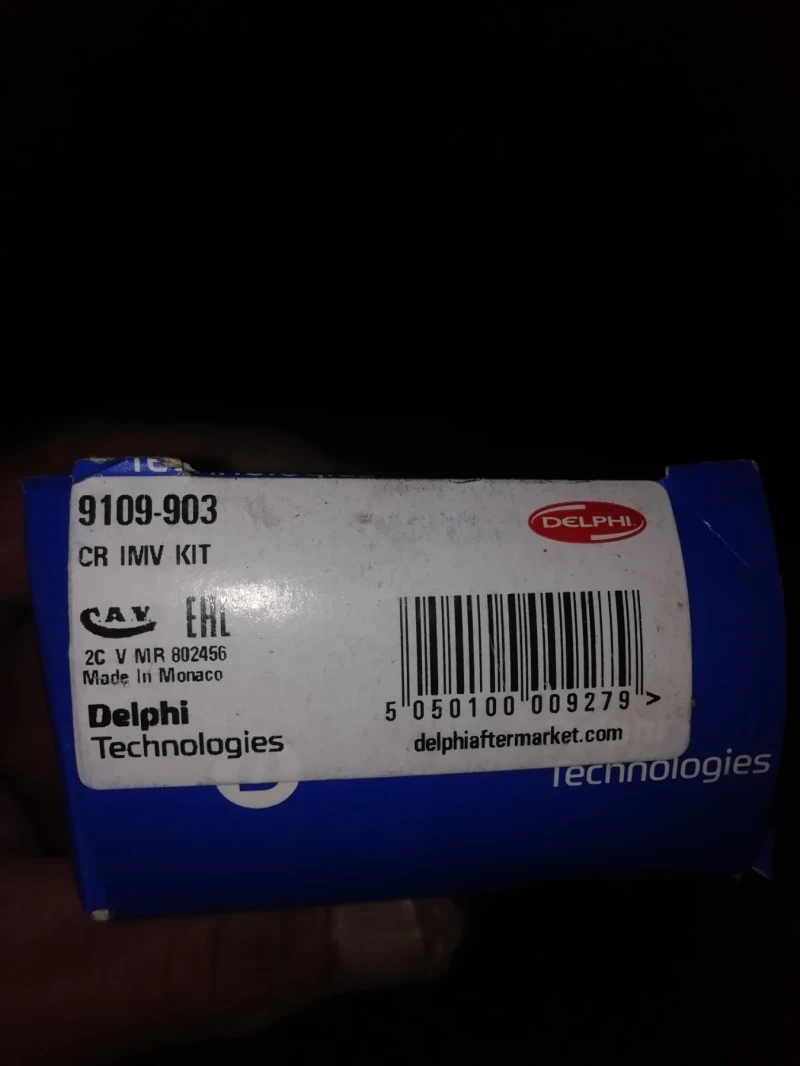 9109-903
DELPHI
CR IMV KIT
C.A.V. EAC
2C V MR 802456
Made In Monaco
Delphi
Technologies
5 050100 009279 >
delphiaftermarket.com
Technologies